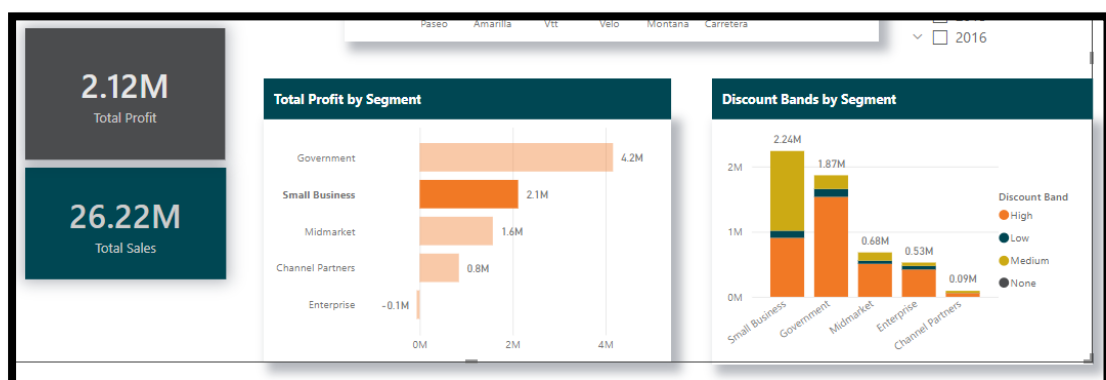 Paseo Amarilla Vtt Velo Montana Carretera
2016
2.12M
Total Profit
26.22M
Total Sales
Total Profit by Segment
Government 4.2M
Small Business 2.1M
Midmarket 1.6M
Channel Partners 0.8M
Enterprise -0.1M
0M 2M 4M
Discount Bands by Segment
2.24M
1.87M
0.68M
0.53M
0.09M
2M
1M
0M
Small Business
Government
Midmarket
Enterprise
Channel Partners
Discount Band
High
Low
Medium
None